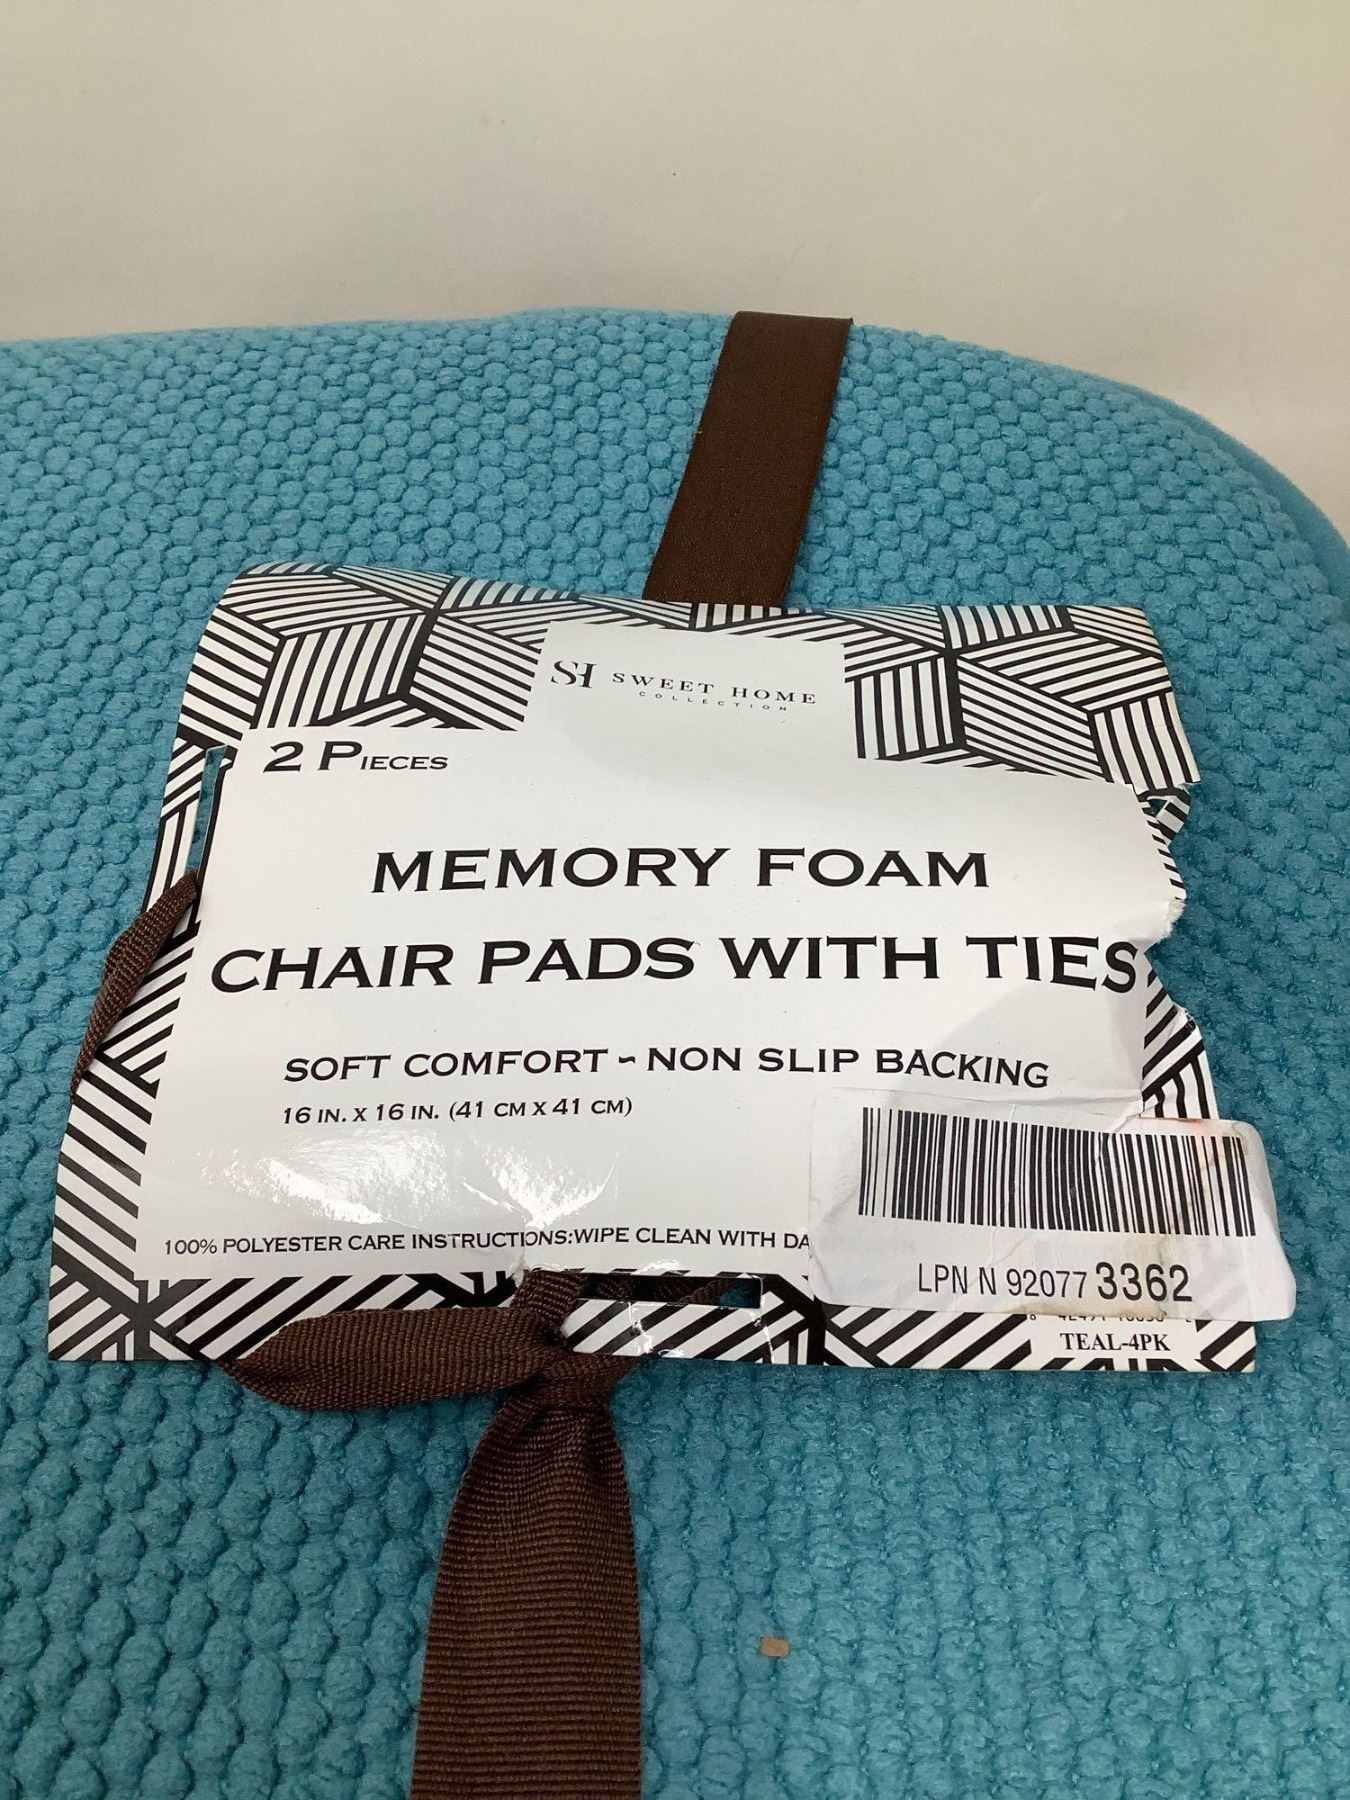 SH SWEET HOME
COLLECTION
2 PIECES
MEMORY FOAM
CHAIR PADS WITH TIES
SOFT COMFORT ~ NON SLIP BACKING
16 IN. X 16 IN. (41 CM X 41 CM)
100% POLYESTER CARE INSTRUCTIONS:WIPE CLEAN WITH
LPN N 92077 3362
TEAL-4PK